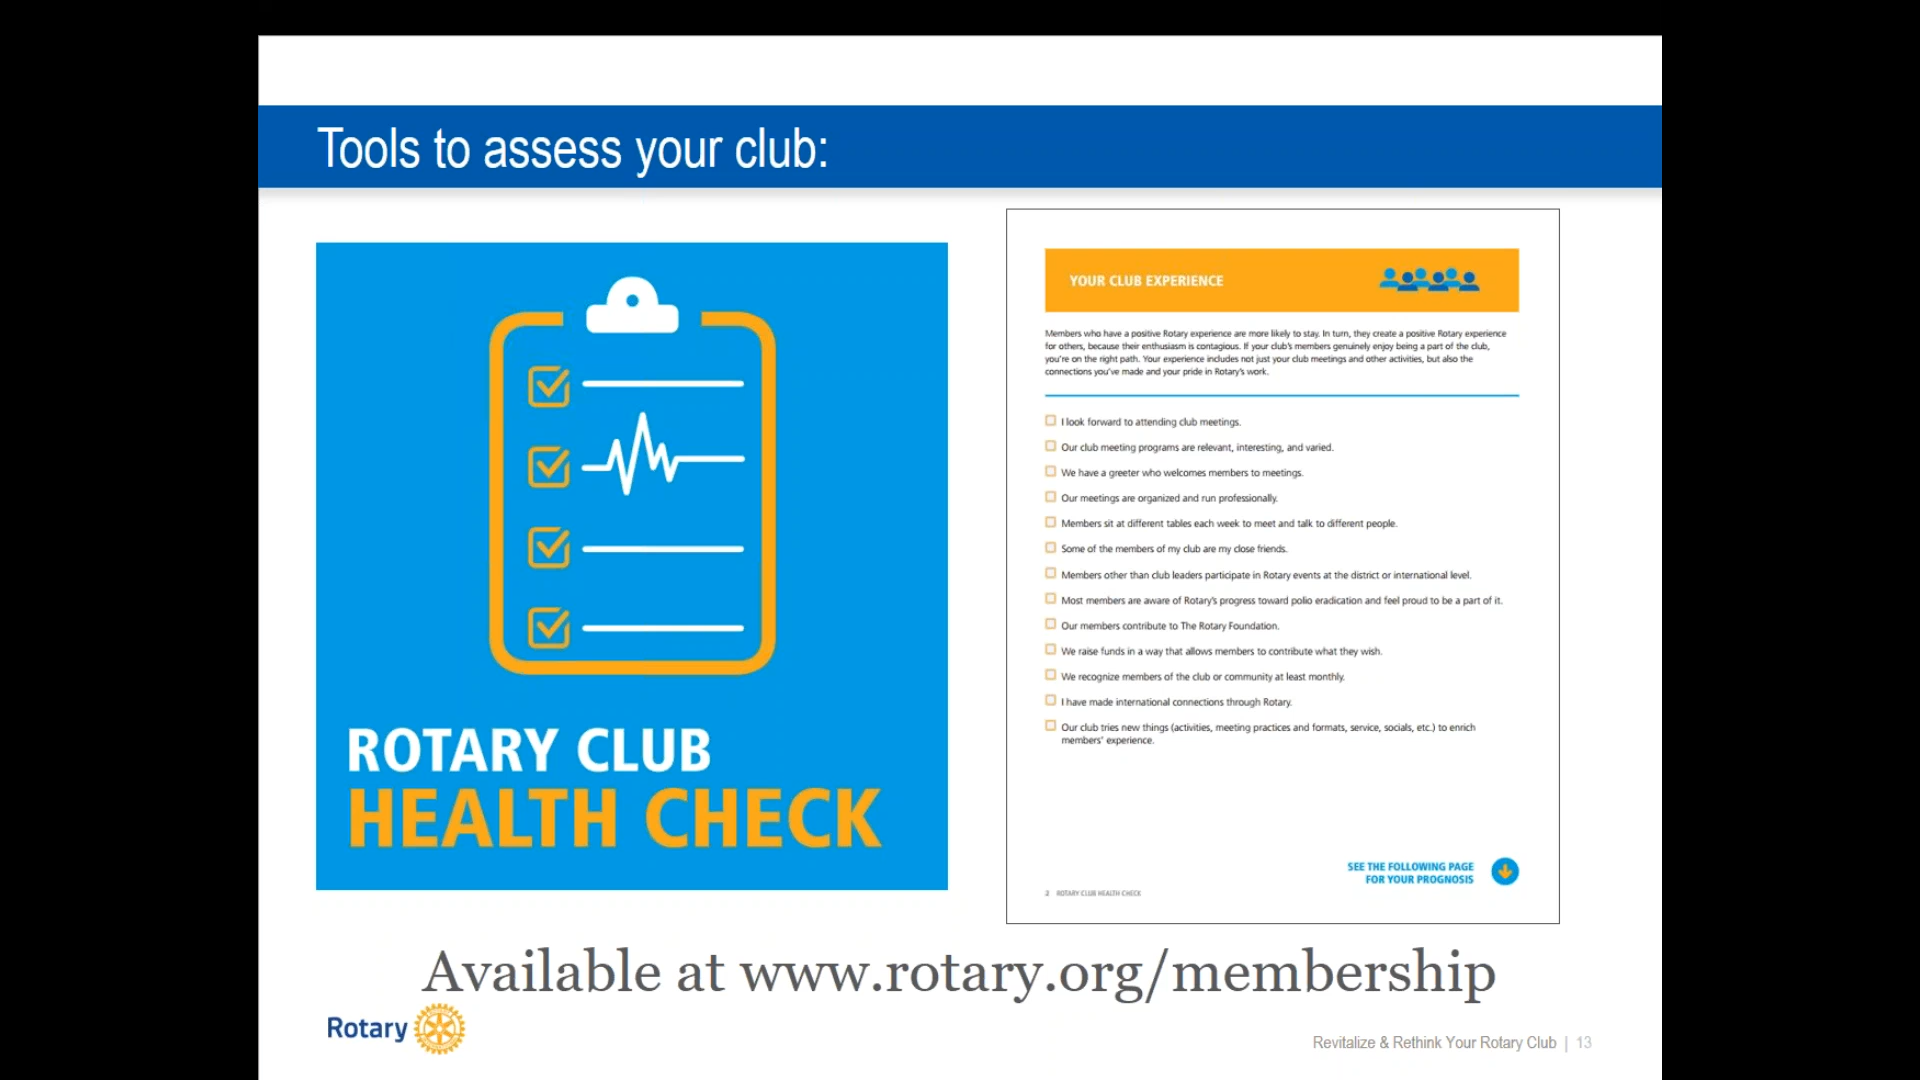 Tools to assess your club:
ROTARY CLUB
HEALTH CHECK
YOUR CLUB EXPERIENCE
Members who have a positive Rotary experience are more likely to stay. In turn, they create a positive Rotary experience
for others, because their enthusiasm is contagious. If your club's members genuinely enjoy being a part of the club,
you're on the right path. Your experience includes not just your club meetings and other activities, but also the
connections you've made and your pride in Rotary's work.
I look forward to attending club meetings.
Our club meeting programs are relevant, interesting, and varied.
We have a greeter who welcomes members to meetings.
Our meetings are organized and run professionally.
Members sit at different tables each week to meet and talk to different people.
Some of the members of my club are my close friends.
Members other than club leaders participate in Rotary events at the district or international level.
Most members are aware of Rotary's progress toward polio eradication and feel proud to be a part of it.
Our members contribute to The Rotary Foundation.
We raise funds in a way that allows members to contribute what they wish.
We recognize members of the club or community at least monthly.
I have made international connections through Rotary.
Our club tries new things (activities, meeting practices and formats, service, socials, etc.) to enrich
members' experience.
SEE THE FOLLOWING PAGE
FOR YOUR PROGNOSIS
2 ROTARY CLUB HEALTH CHECK
Available at www.rotary.org/membership
Rotary
Revitalize & Rethink Your Rotary Club | 13